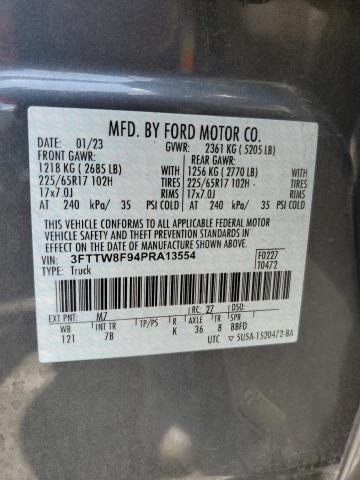 MFD. BY FORD MOTOR CO.
01/23 GVWR: 2361 KG ( 5205 LB)
FRONT GAWR: REAR GAWR:
1218 KG ( 2685 LB) WITH 1256 KG ( 2770 LB) WITH
225/65R17 102H TIRES 225/65R17 102H TIRES
17x7.0J RIMS 17x7.0J RIMS
AT 240 kPa/ 35 PSI COLD AT 240 kPa/ 35 PSI COLD
THIS VEHICLE CONFORMS TO ALL APPLICABLE FEDERAL MOTOR
VEHICLE SAFETY AND THEFT PREVENTION STANDARDS IN
EFFECT ON THE DATE OF MANUFACTURE SHOWN ABOVE.
VIN: 3FTTW8F94PRA13554 F0227
TYPE: Truck T0472
EXT PNT: M7 RC: 27 DSO:
WB INT TR TP/PS R AXLE TR SPR
121 7B K 36 8 BBFD
UTC 5USA-1520472-BA